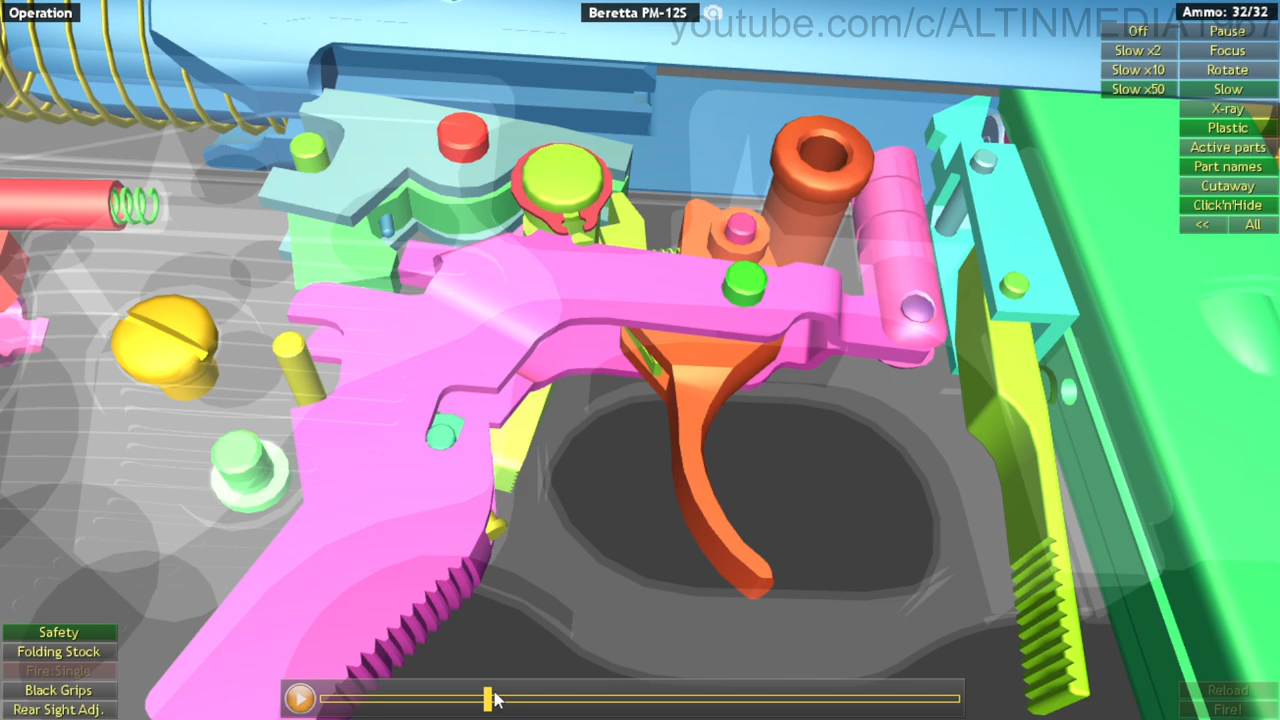 Operation
Beretta PM-12S
youtube.com/c/ALTINMEDIA1987
Ammo: 32/32
Off
Pause
Slow x2
Focus
Slow x10
Rotate
Slow x50
Slow
X-ray
Plastic
Active parts
Part names
Cutaway
Click'n'Hide
<< All
Safety
Folding Stock
Fire:Single
Black Grips
Rear Sight Adj.
Reload
Fire!